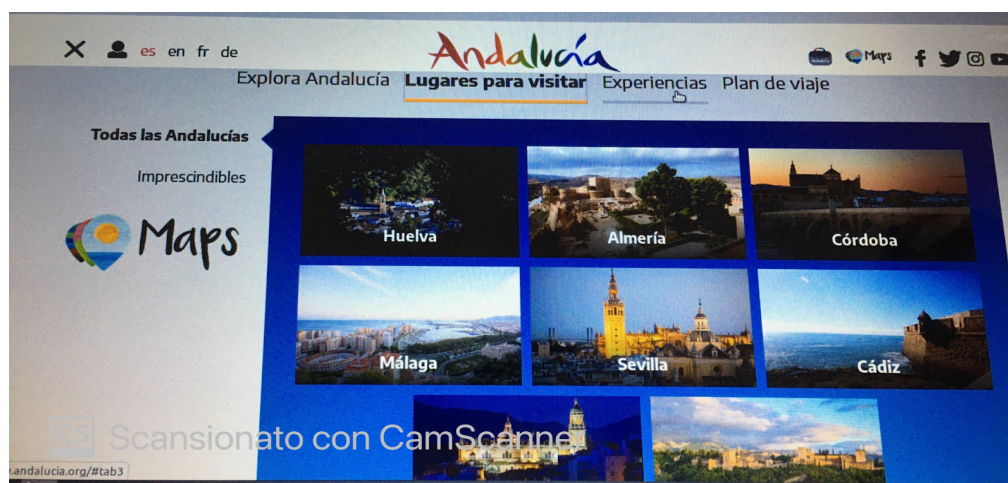 es en fr de
Andalucía
Maps
Explora Andalucía Lugares para visitar Experiencias Plan de viaje
Todas las Andalucías
Imprescindibles
Maps
Huelva
Almería
Córdoba
Málaga
Sevilla
Cádiz
CS Scansionato con CamScanner
.andalucia.org/#tab3